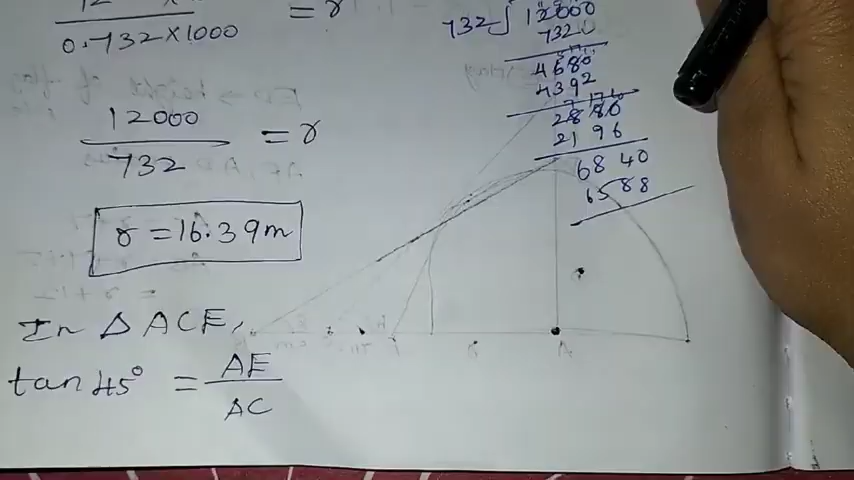 0.732×1000 = r
12000 / 732 = r
r = 16.39m
In △ ACE,
tan 45° = AE / AC
732 ) 12000
7320
4680
4392
2880
2196
6840
6588
A